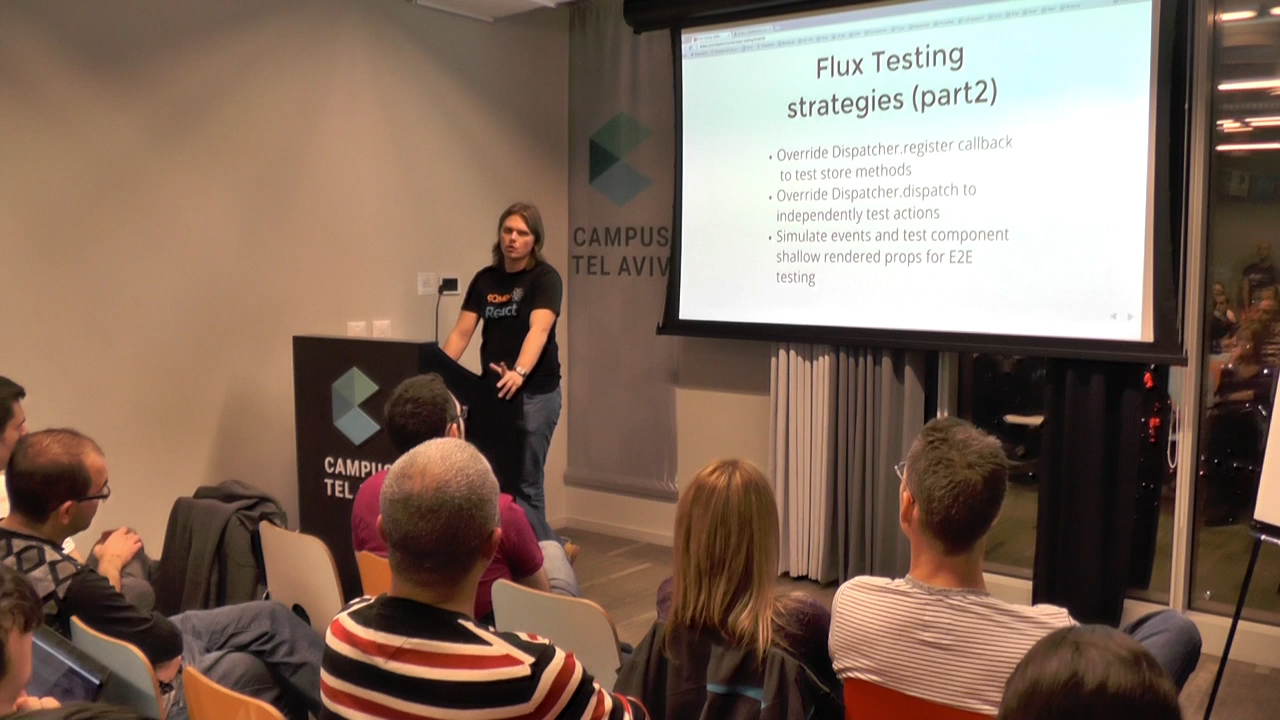 Flux Testing
strategies (part2)
• Override Dispatcher.register callback
to test store methods
• Override Dispatcher.dispatch to
independently test actions
• Simulate events and test component
shallow rendered props for E2E
testing
CAMPUS
TEL AVIV
React
CAMPUS
TEL